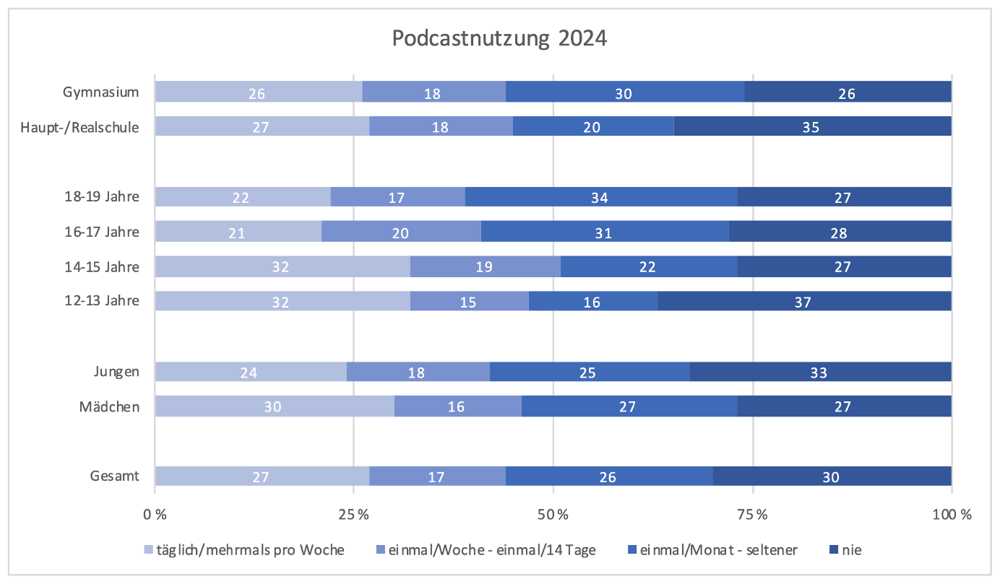 Podcastnutzung 2024
Gymnasium 26 18 30 26
Haupt-/Realschule 27 18 20 35
18-19 Jahre 22 17 34 27
16-17 Jahre 21 20 31 28
14-15 Jahre 32 19 22 27
12-13 Jahre 32 15 16 37
Jungen 24 18 25 33
Mädchen 30 16 27 27
Gesamt 27 17 26 30
0 % 25 % 50 % 75 % 100 %
täglich/mehrmals pro Woche einmal/Woche - einmal/14 Tage einmal/Monat - seltener nie